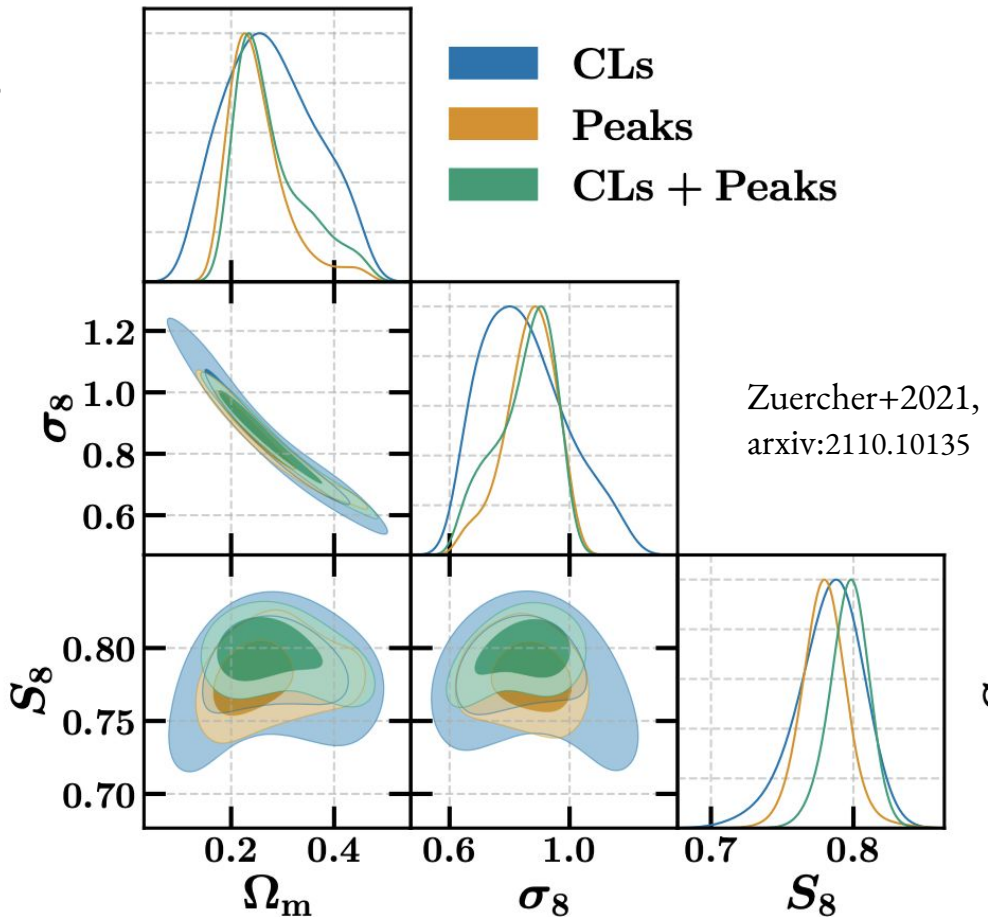 CLs
Peaks
CLs + Peaks
1.2
1.0
0.8
0.6
σ8
Zuercher+2021,
arxiv:2110.10135
0.80
0.75
0.70
S8
0.2 0.4
0.6 1.0
0.7 0.8
Ωm
σ8
S8